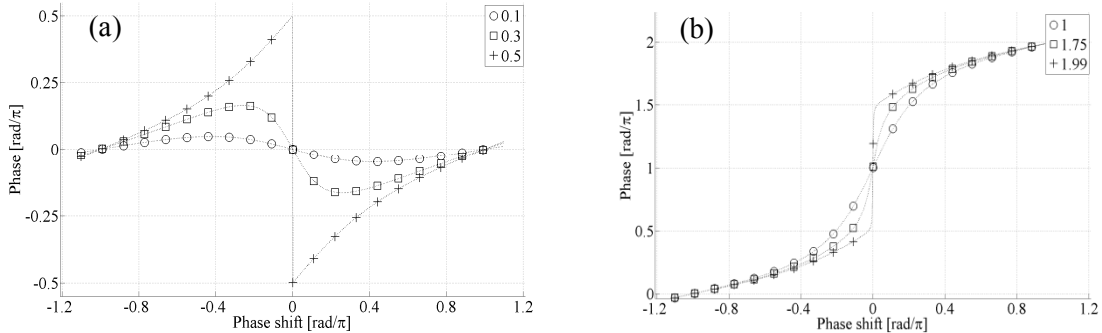 (a)
0.1
0.3
0.5
Phase [rad/π]
0.5
0.25
0
-0.25
-0.5
-1.2 -0.8 -0.4 0 0.4 0.8 1.2
Phase shift [rad/π]
(b)
1
1.75
1.99
Phase [rad/π]
2
1.5
1
0.5
0
-1.2 -0.8 -0.4 0 0.4 0.8 1.2
Phase shift [rad/π]